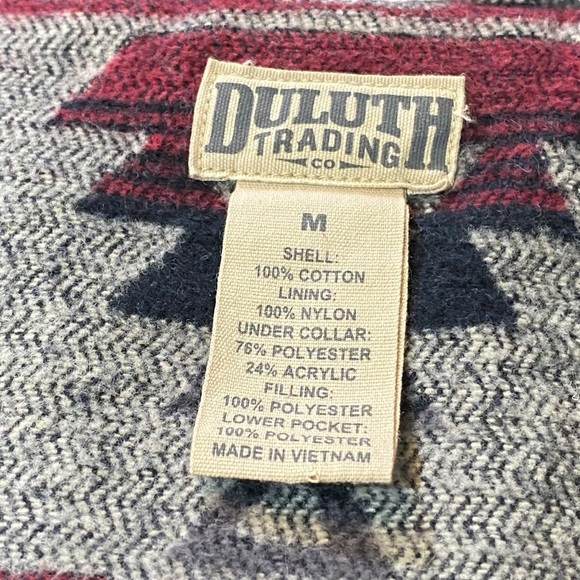 DULUTH
TRADING
CO
M
SHELL:
100% COTTON
LINING:
100% NYLON
UNDER COLLAR:
76% POLYESTER
24% ACRYLIC
FILLING:
100% POLYESTER
LOWER POCKET:
100% POLYESTER
MADE IN VIETNAM